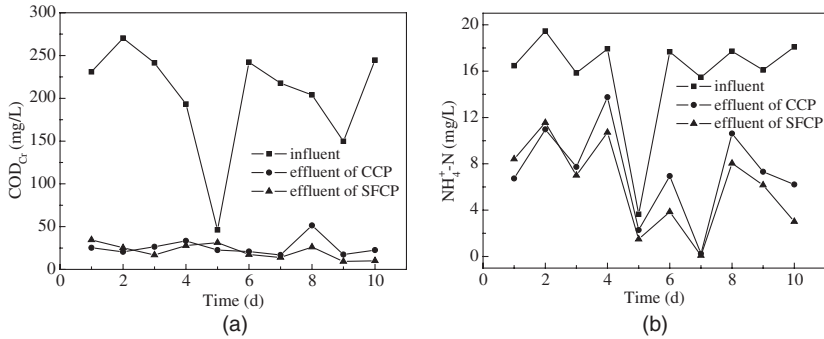 300
250
200
150
100
50
0
COD_Cr (mg/L)
influent
effluent of CCP
effluent of SFCP
0 2 4 6 8 10
Time (d)
(a)
20
16
12
8
4
0
NH₄⁺-N (mg/L)
influent
effluent of CCP
effluent of SFCP
0 2 4 6 8 10
Time (d)
(b)